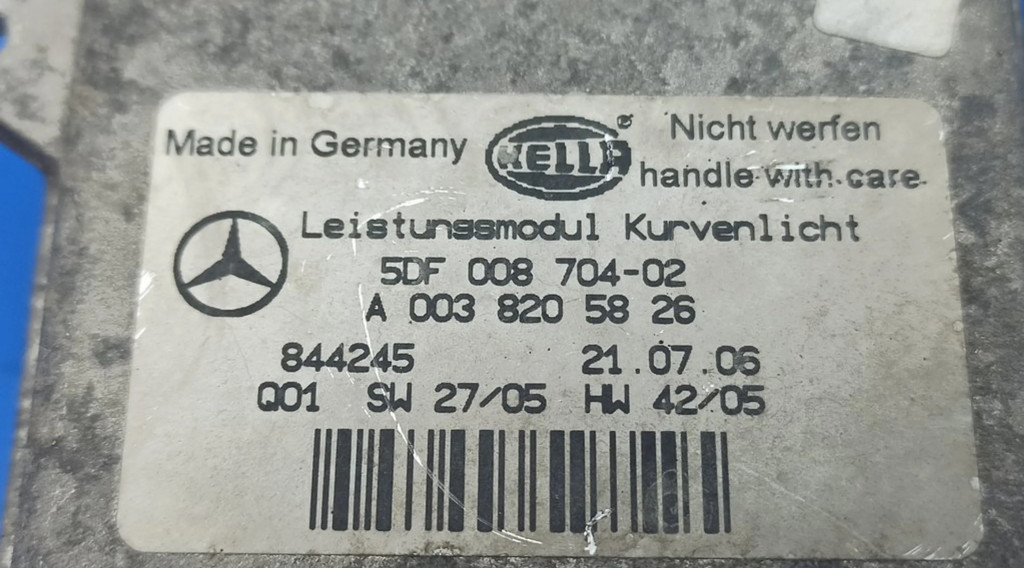 Made in Germany
HELLA®
Nicht werfen
handle with care.
Leistungsmodul Kurvenlicht
5DF 008 704-02
A 003 820 58 26
844245 21.07.06
Q01 SW 27/05 HW 42/05